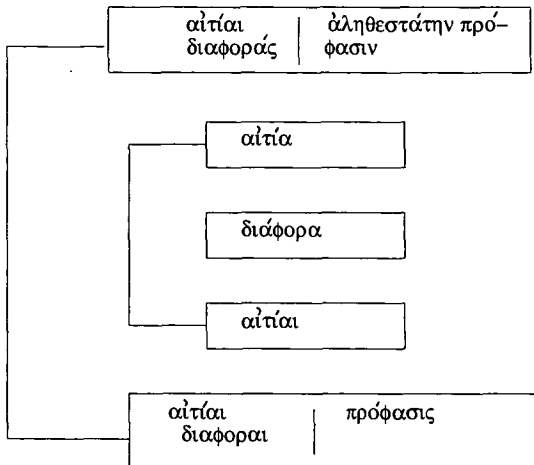 αἰτίαι | ἀληθεστάτην πρό–
διαφοράς | φασιν
αἰτία
διάφορα
αἰτίαι
αἰτίαι | πρόφασις
διαφοραι